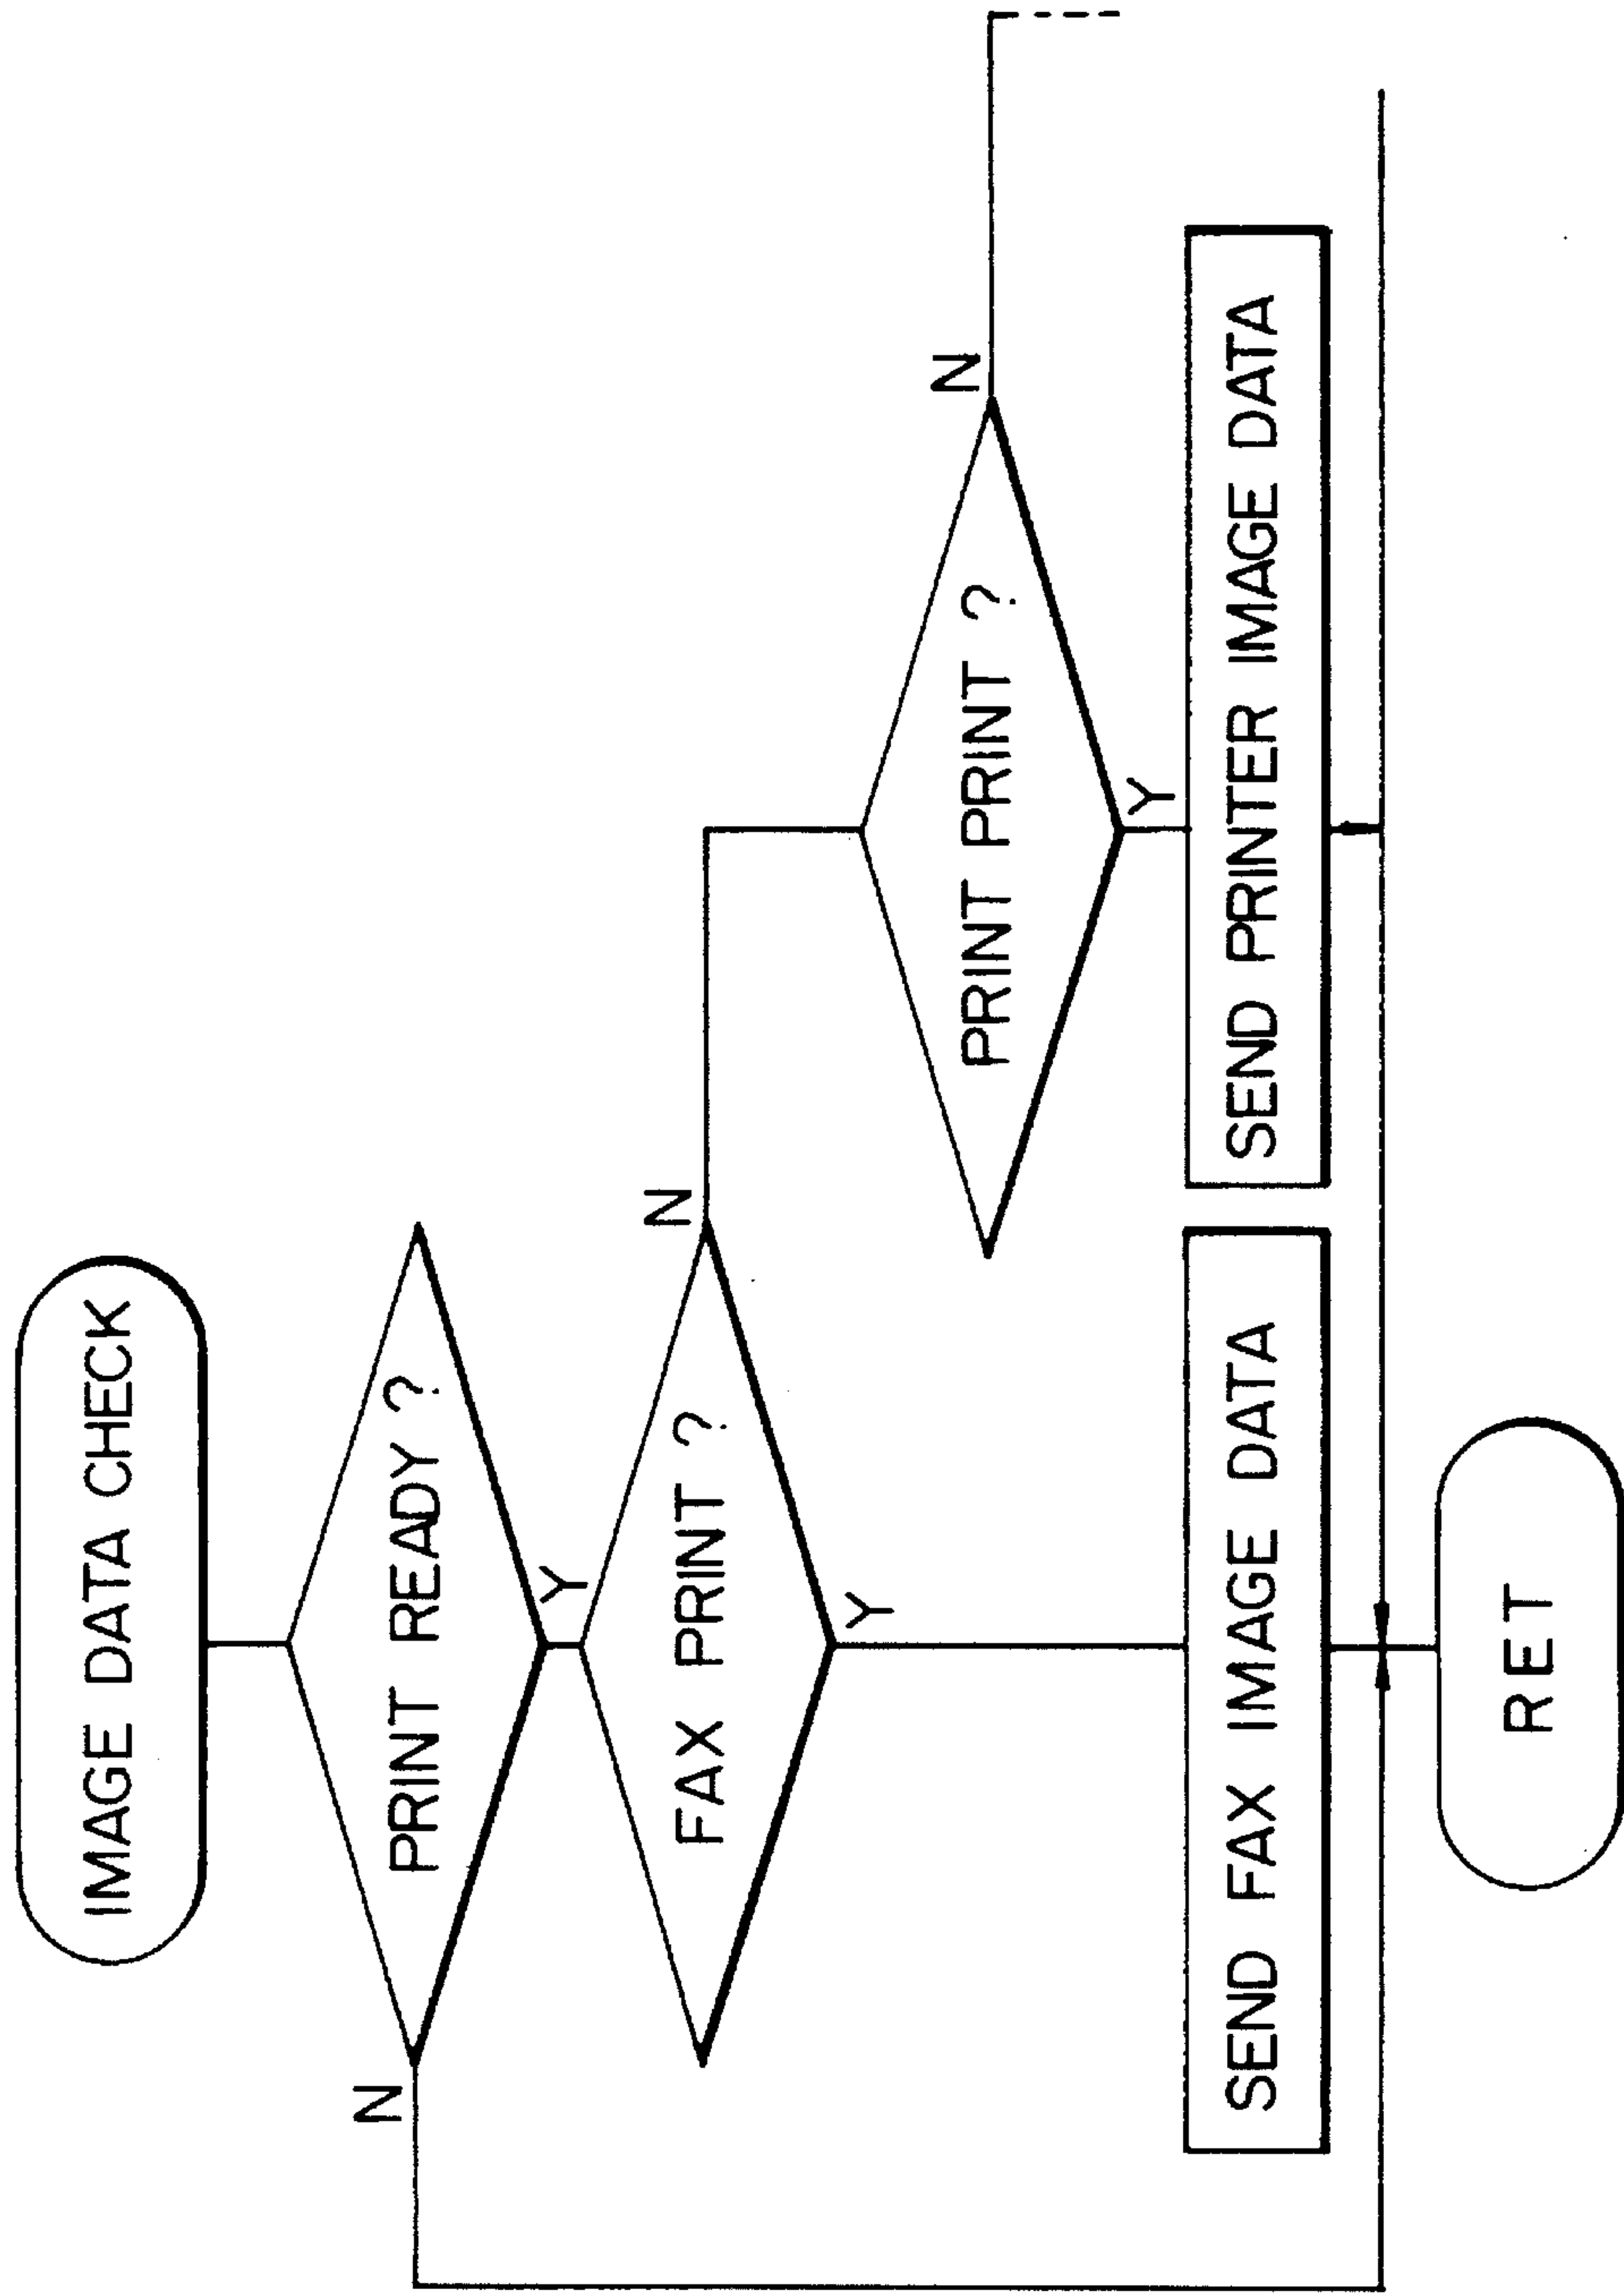 IMAGE DATA CHECK
PRINT READY ?
N
Y
FAX PRINT ?
N
Y
PRINT PRINT ?
N
Y
SEND FAX IMAGE DATA
SEND PRINTER IMAGE DATA
RET